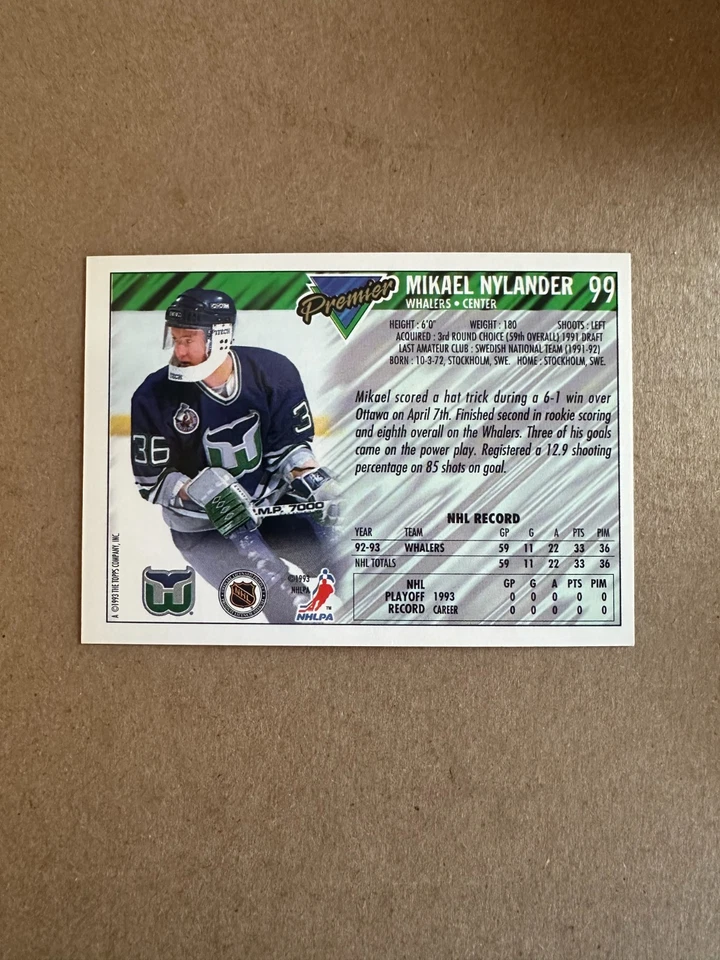 Premier
MIKAEL NYLANDER 99
WHALERS • CENTER
HEIGHT : 6'0" WEIGHT : 180 SHOOTS : LEFT
ACQUIRED : 3rd ROUND CHOICE (59th OVERALL) 1991 DRAFT
LAST AMATEUR CLUB : SWEDISH NATIONAL TEAM (1991-92)
BORN : 10-3-72, STOCKHOLM, SWE. HOME : STOCKHOLM, SWE.
Mikael scored a hat trick during a 6-1 win over
Ottawa on April 7th. Finished second in rookie scoring
and eighth overall on the Whalers. Three of his goals
came on the power play. Registered a 12.9 shooting
percentage on 85 shots on goal.
NHL RECORD
YEAR TEAM GP G A PTS PIM
92-93 WHALERS 59 11 22 33 36
NHL TOTALS 59 11 22 33 36
NHL GP G A PTS PIM
PLAYOFF 1993 0 0 0 0 0
RECORD CAREER 0 0 0 0 0
36
3
M.P. 7000
NHL
©1993
NHLPA
TM
NHLPA
®
A ©1993 THE TOPPS COMPANY, INC.